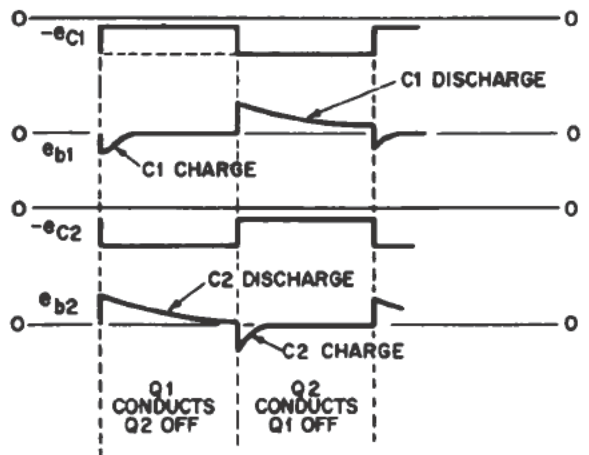 0 0
-eC1
C1 DISCHARGE
0 0
eb1
C1 CHARGE
0 0
-eC2
C2 DISCHARGE
eb2
0 0
C2 CHARGE
Q1 CONDUCTS Q2 OFF
Q2 CONDUCTS Q1 OFF